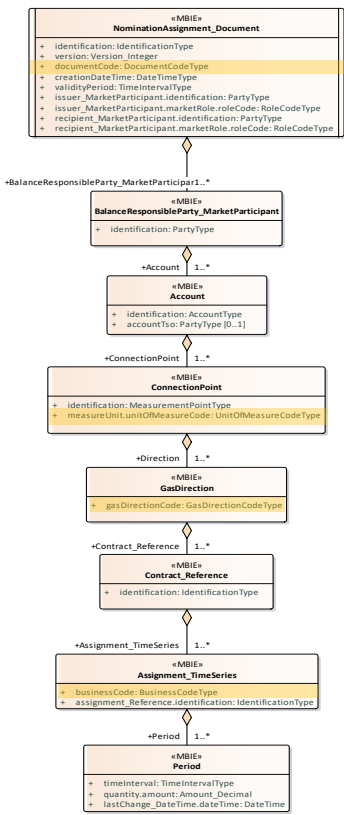 «MBIE»
NominationAssignment_Document
+ identification: IdentificationType
+ version: Version_Integer
+ documentCode: DocumentCodeType
+ creationDateTime: DateTimeType
+ validityPeriod: TimeIntervalType
+ issuer_MarketParticipant.identification: PartyType
+ issuer_MarketParticipant.marketRole.roleCode: RoleCodeType
+ recipient_MarketParticipant.identification: PartyType
+ recipient_MarketParticipant.marketRole.roleCode: RoleCodeType
+BalanceResponsibleParty_MarketParticipar1..*
«MBIE»
BalanceResponsibleParty_MarketParticipant
+ identification: PartyType
+Account 1..*
«MBIE»
Account
+ identification: AccountType
+ accountTso: PartyType [0..1]
+ConnectionPoint 1..*
«MBIE»
ConnectionPoint
+ identification: MeasurementPointType
+ measureUnit.unitOfMeasureCode: UnitOfMeasureCodeType
+Direction 1..*
«MBIE»
GasDirection
+ gasDirectionCode: GasDirectionCodeType
+Contract_Reference 1..*
«MBIE»
Contract_Reference
+ identification: IdentificationType
+Assignment_TimeSeries 1..*
«MBIE»
Assignment_TimeSeries
+ businessCode: BusinessCodeType
+ assignment_Reference.identification: IdentificationType
+Period 1..*
«MBIE»
Period
+ timeInterval: TimeIntervalType
+ quantity.amount: Amount_Decimal
+ lastChange_DateTime.dateTime: DateTime